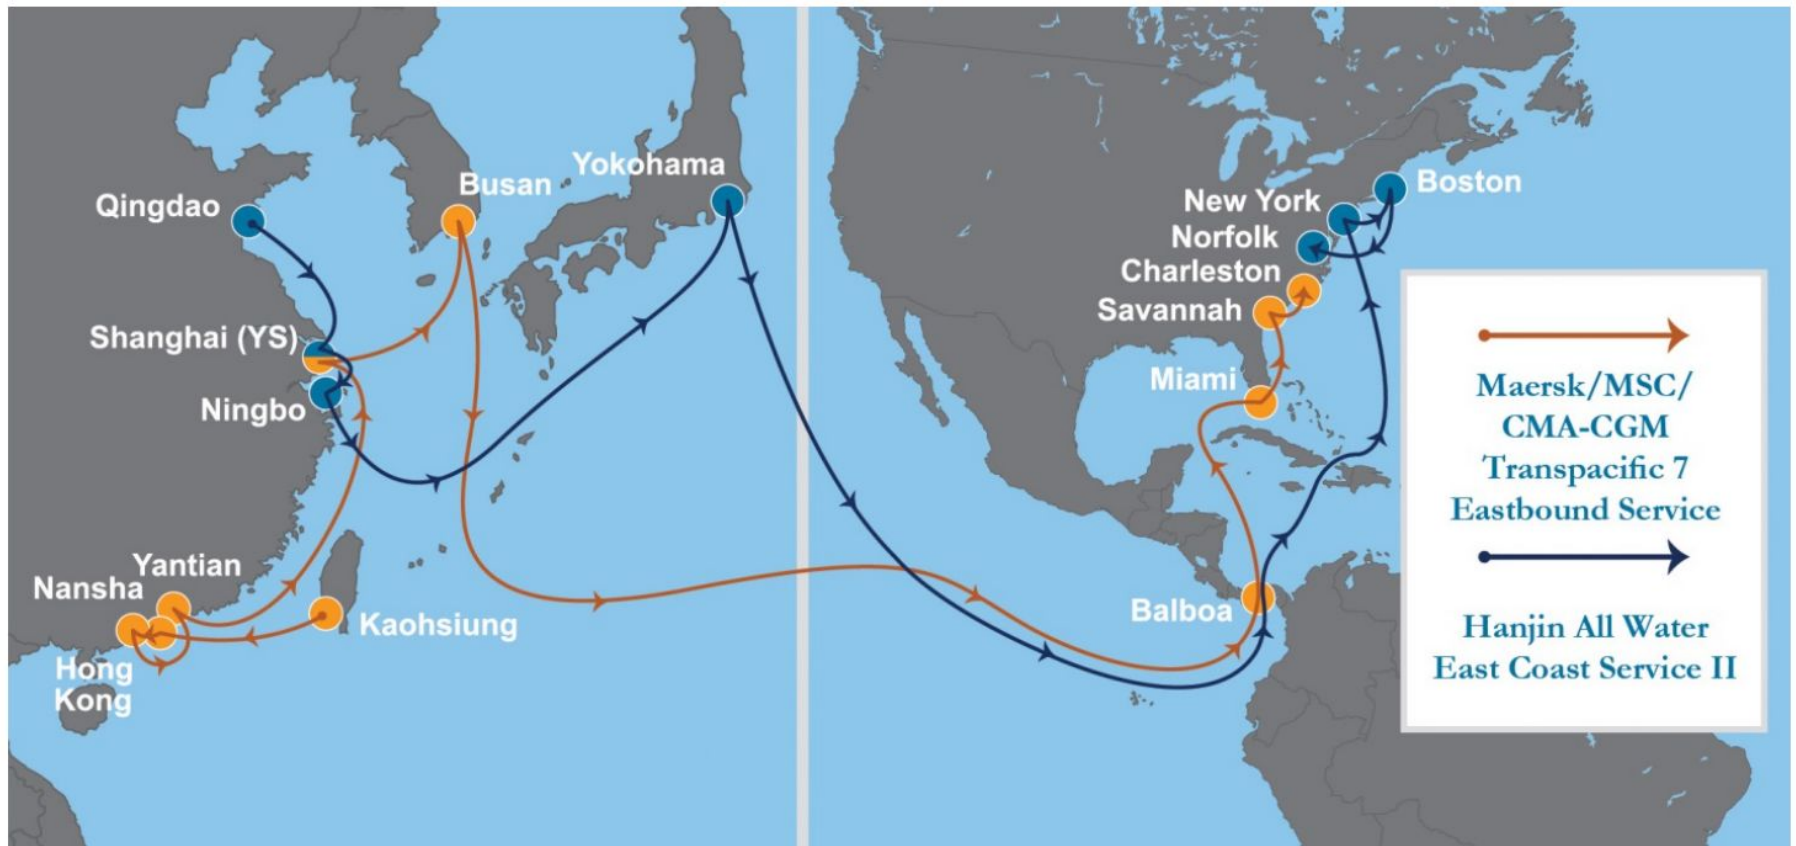 Yokohama
Busan
Qingdao
Shanghai (YS)
Ningbo
Yantian
Nansha
Kaohsiung
Hong
Kong
Boston
New York
Norfolk
Charleston
Savannah
Miami
Balboa
Maersk/MSC/
CMA-CGM
Transpacific 7
Eastbound Service
Hanjin All Water
East Coast Service II